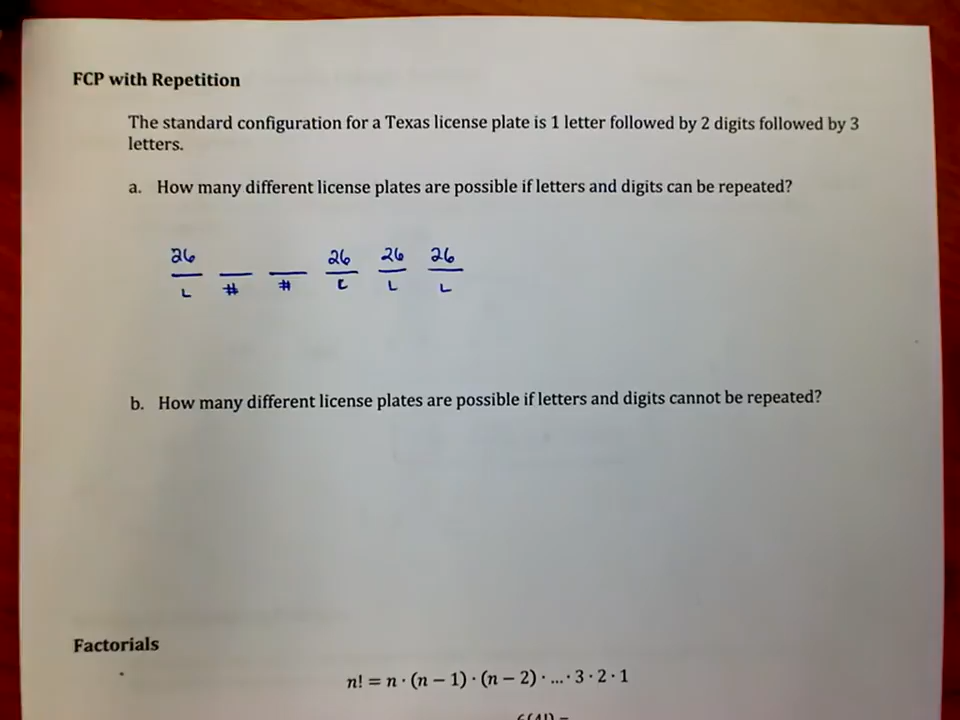 FCP with Repetition
The standard configuration for a Texas license plate is 1 letter followed by 2 digits followed by 3
letters.
a. How many different license plates are possible if letters and digits can be repeated?
26 26 26 26
L # # L L L
b. How many different license plates are possible if letters and digits cannot be repeated?
Factorials
n! = n · (n − 1) · (n − 2) · … · 3 · 2 · 1